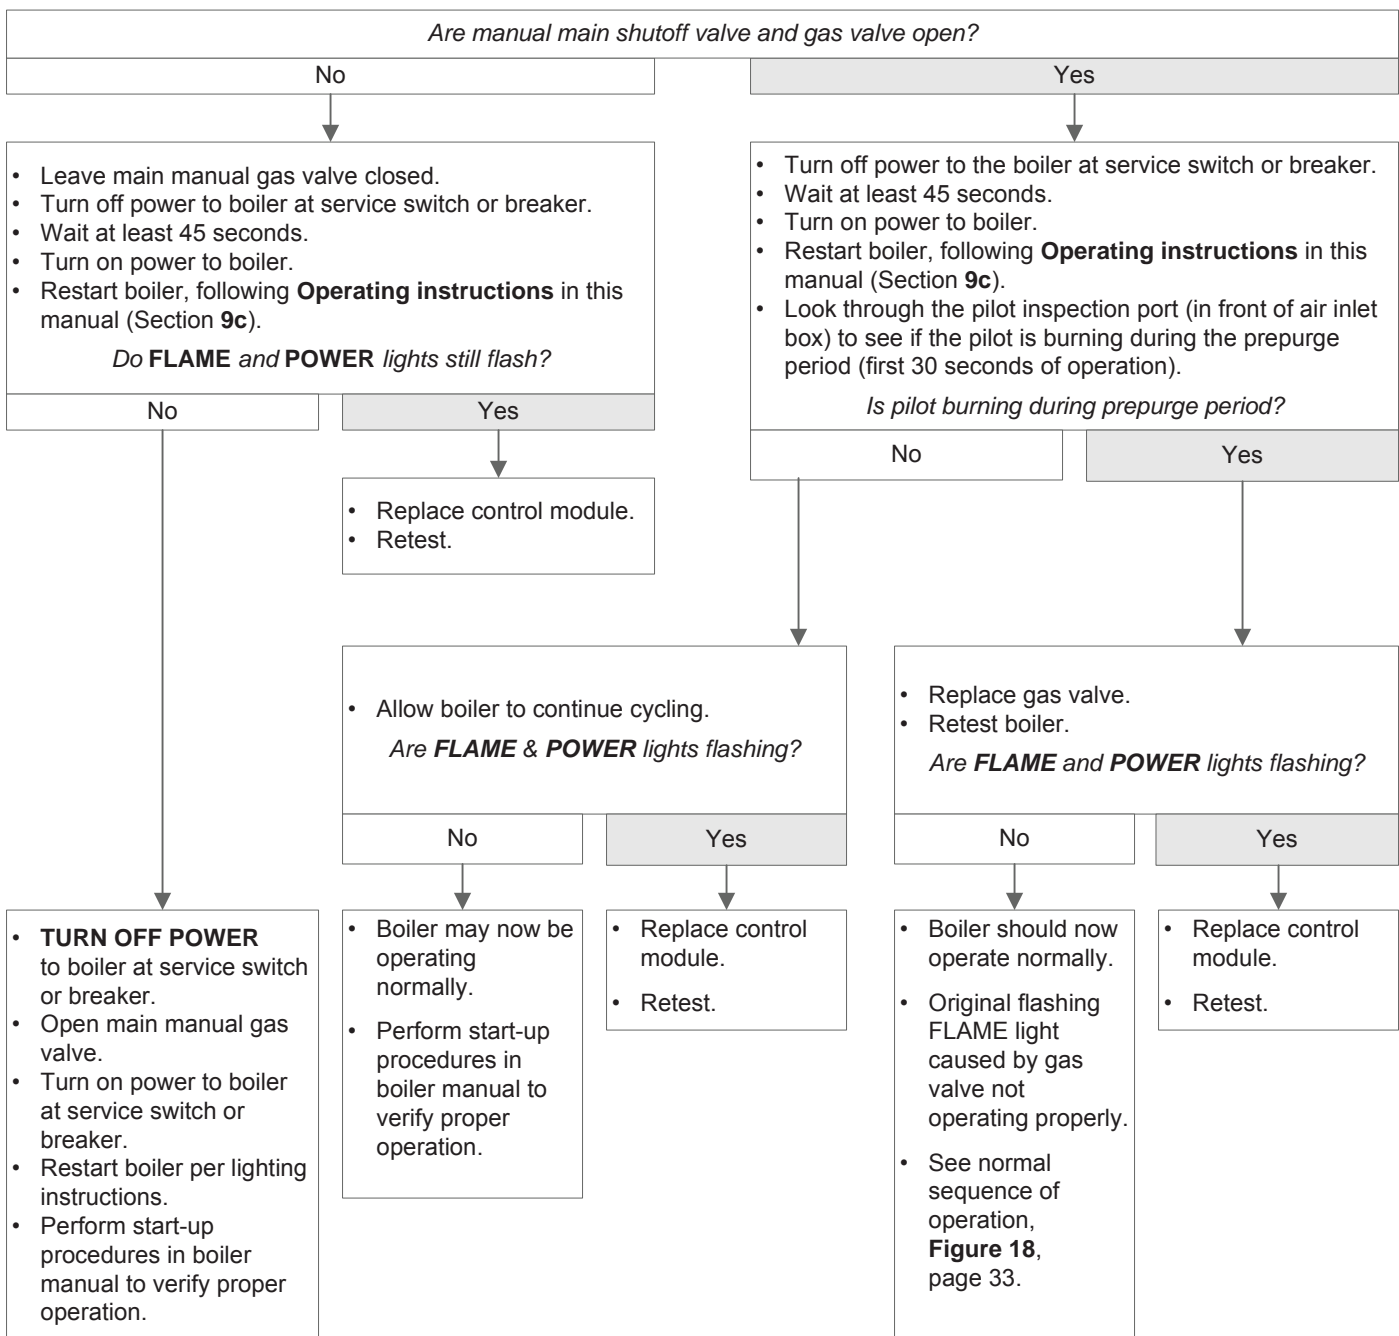 Are manual main shutoff valve and gas valve open?
No
Yes
• Leave main manual gas valve closed.
• Turn off power to boiler at service switch or breaker.
• Wait at least 45 seconds.
• Turn on power to boiler.
• Restart boiler, following Operating instructions in this
manual (Section 9c).
Do FLAME and POWER lights still flash?
No
Yes
• Turn off power to the boiler at service switch or breaker.
• Wait at least 45 seconds.
• Turn on power to boiler.
• Restart boiler, following Operating instructions in this
manual (Section 9c).
• Look through the pilot inspection port (in front of air inlet
box) to see if the pilot is burning during the prepurge
period (first 30 seconds of operation).
Is pilot burning during prepurge period?
No
Yes
• Replace control module.
• Retest.
• Allow boiler to continue cycling.
Are FLAME & POWER lights flashing?
No
Yes
• Replace gas valve.
• Retest boiler.
Are FLAME and POWER lights flashing?
No
Yes
• TURN OFF POWER
to boiler at service switch
or breaker.
• Open main manual gas
valve.
• Turn on power to boiler
at service switch or
breaker.
• Restart boiler per lighting
instructions.
• Perform start-up
procedures in boiler
manual to verify proper
operation.
• Boiler may now be
operating
normally.
• Perform start-up
procedures in
boiler manual to
verify proper
operation.
• Replace control
module.
• Retest.
• Boiler should now
operate normally.
• Original flashing
FLAME light
caused by gas
valve not
operating properly.
• See normal
sequence of
operation,
Figure 18,
page 33.
• Replace control
module.
• Retest.